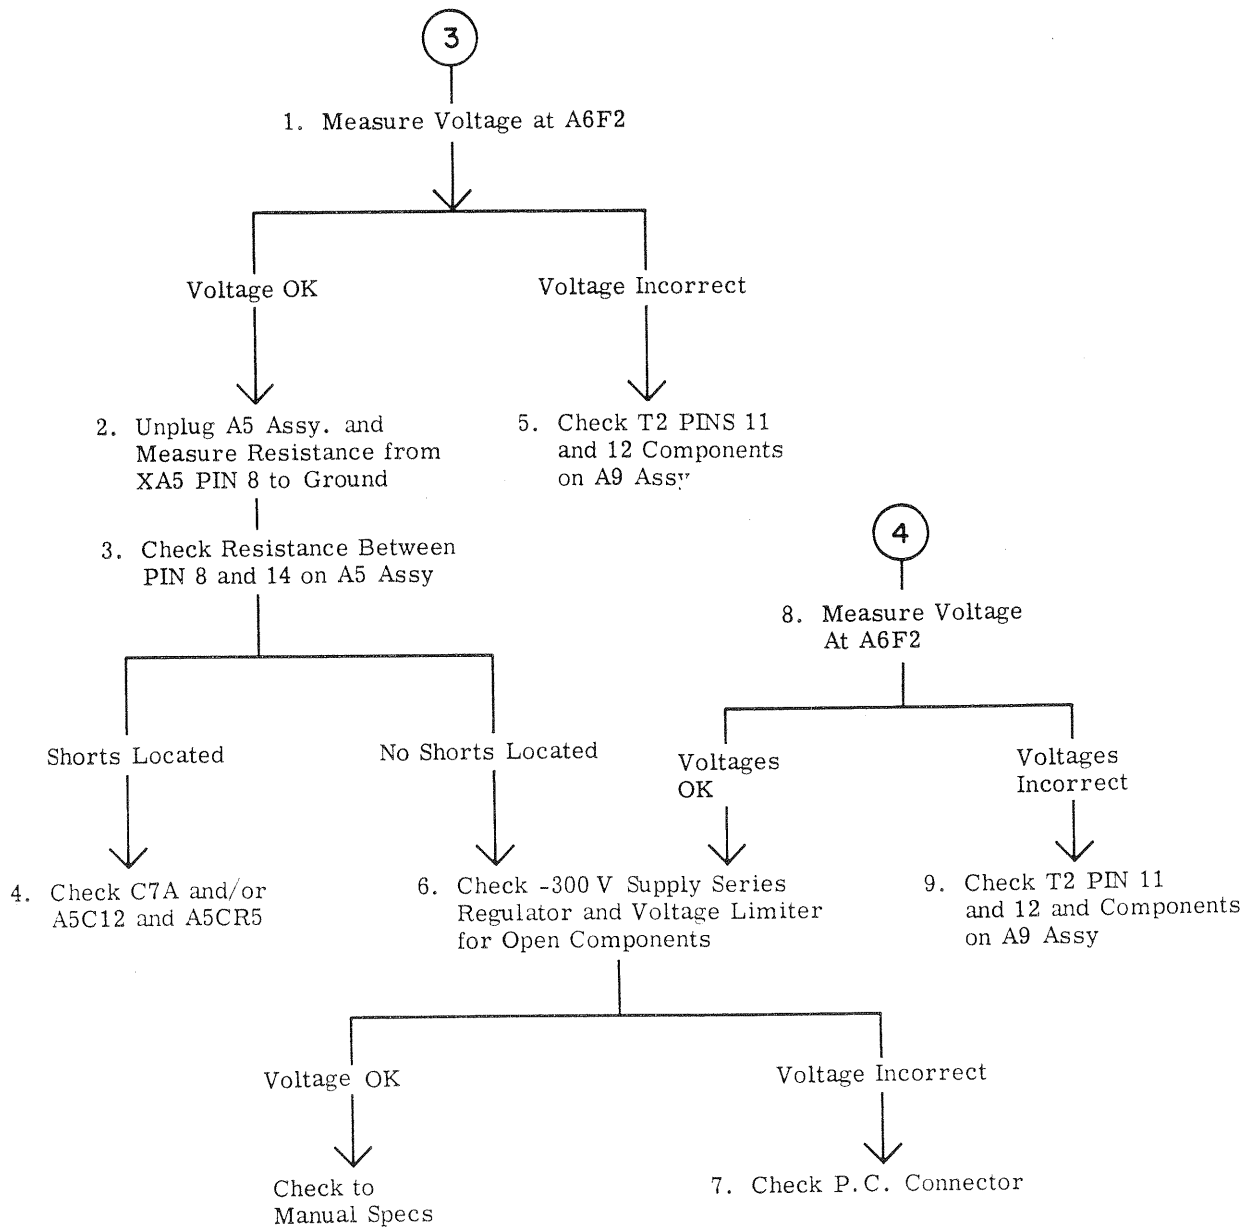 3
1. Measure Voltage at A6F2
Voltage OK
Voltage Incorrect
2. Unplug A5 Assy. and
Measure Resistance from
XA5 PIN 8 to Ground
5. Check T2 PINS 11
and 12 Components
on A9 Assy
3. Check Resistance Between
PIN 8 and 14 on A5 Assy
4
8. Measure Voltage
At A6F2
Shorts Located
No Shorts Located
Voltages
OK
Voltages
Incorrect
4. Check C7A and/or
A5C12 and A5CR5
6. Check -300 V Supply Series
Regulator and Voltage Limiter
for Open Components
9. Check T2 PIN 11
and 12 and Components
on A9 Assy
Voltage OK
Voltage Incorrect
Check to
Manual Specs
7. Check P.C. Connector